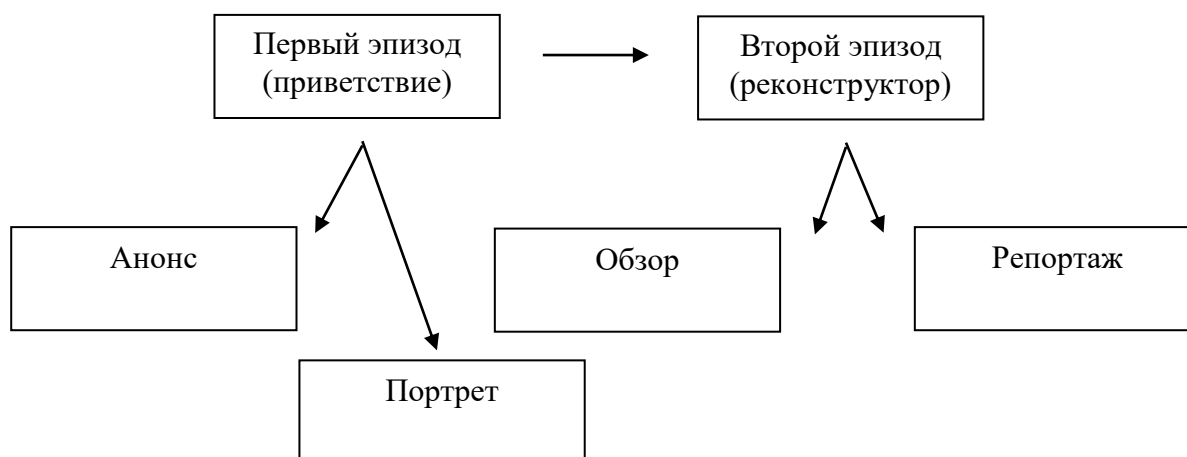 Первый эпизод
(приветствие)
Второй эпизод
(реконструктор)
Анонс
Обзор
Репортаж
Портрет